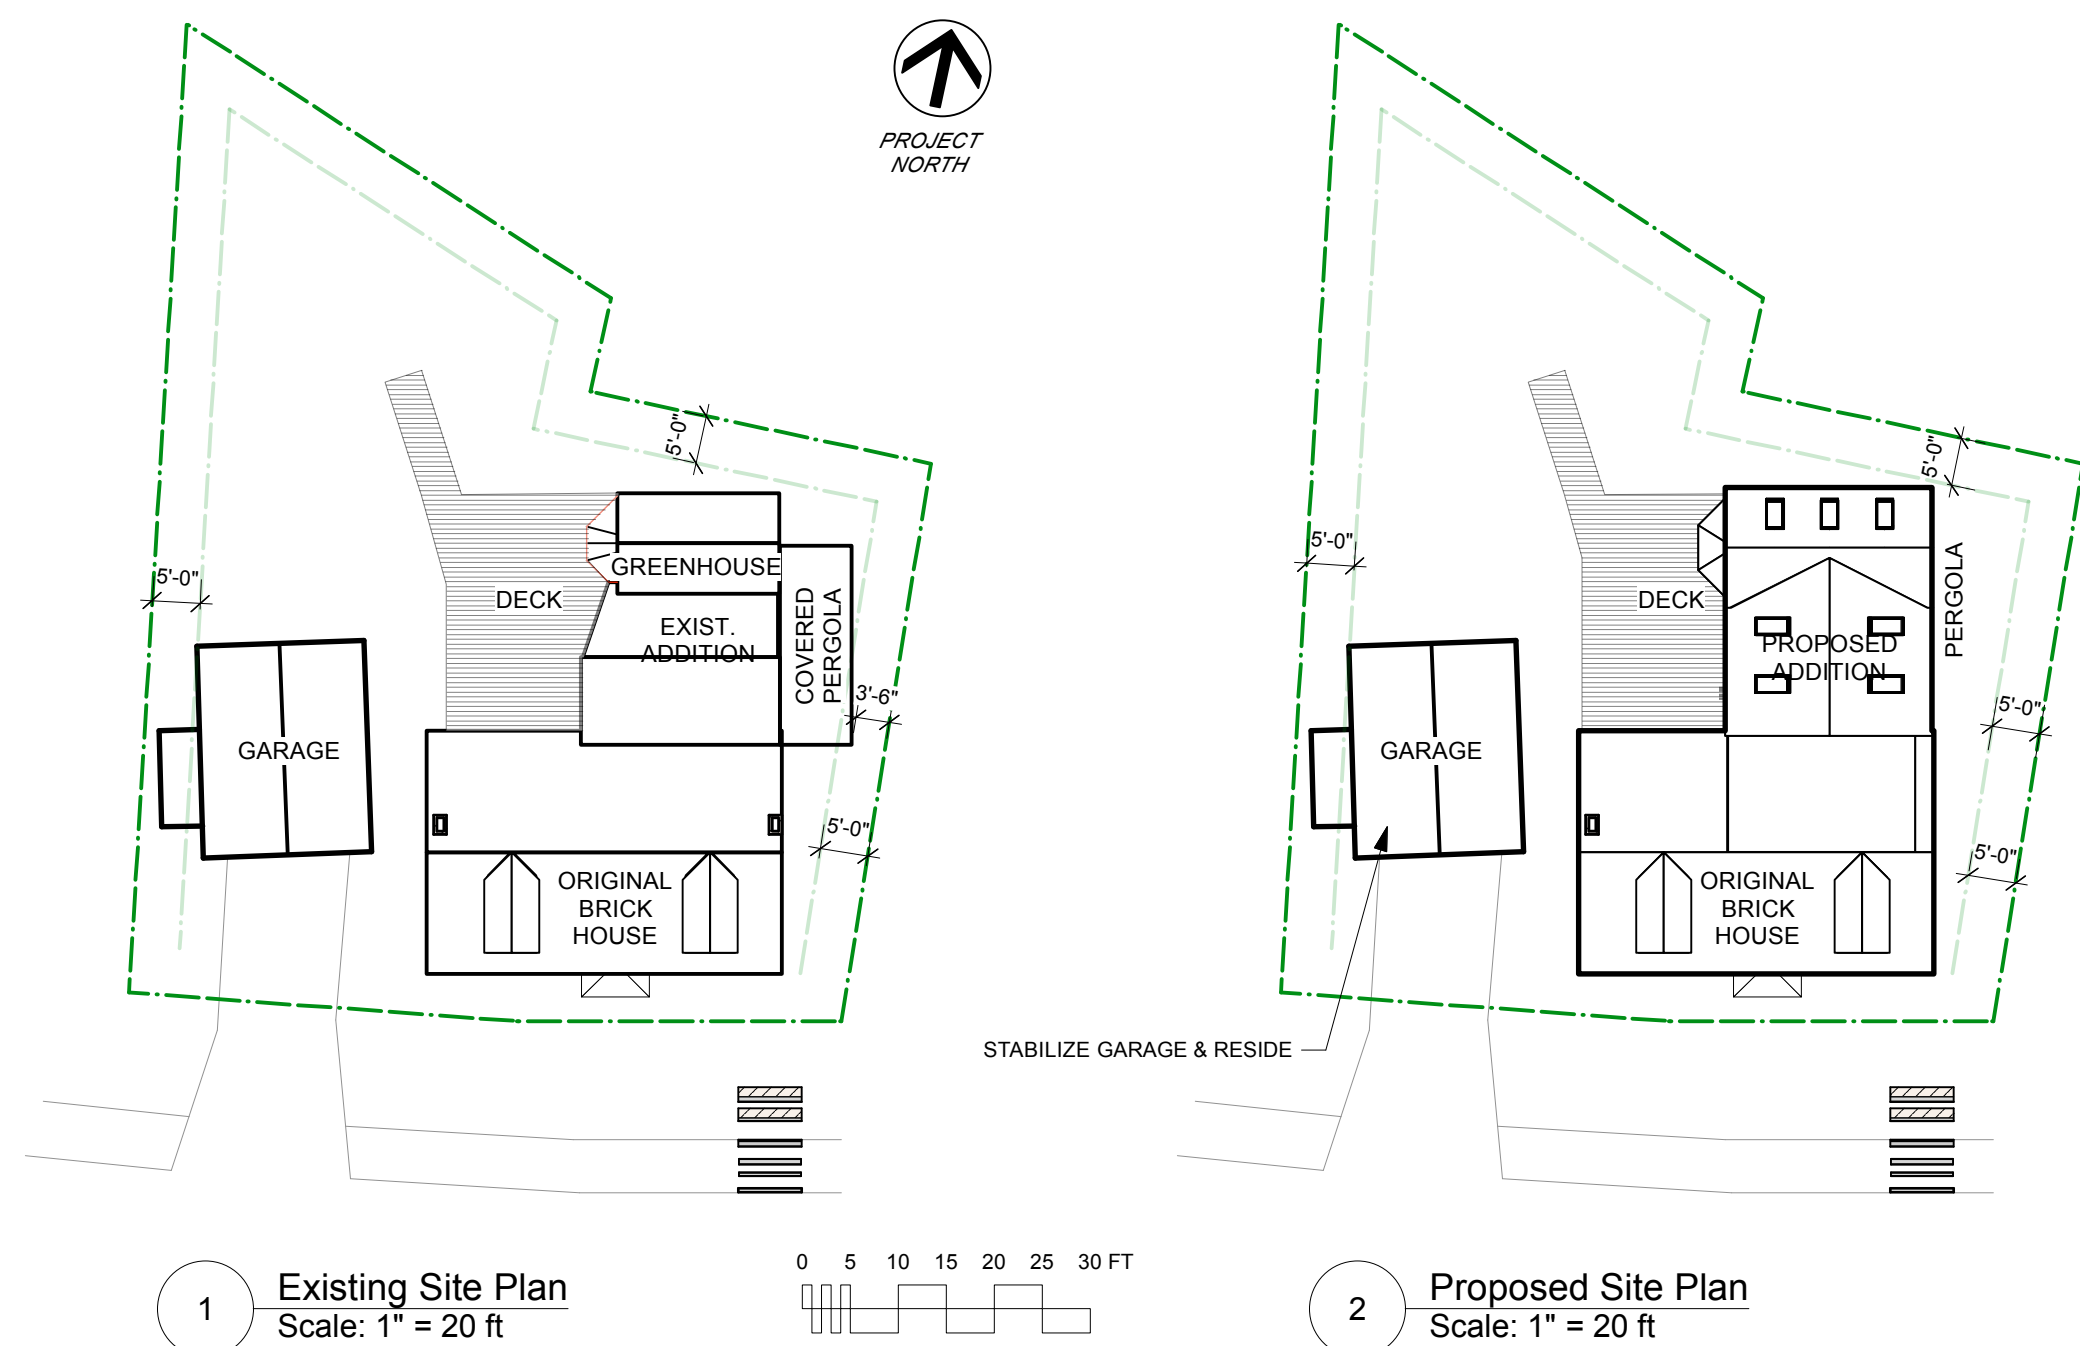 PROJECT
NORTH
5'-0"
5'-0"
GREENHOUSE
DECK
EXIST.
ADDITION
COVERED
PERGOLA
3'-6"
GARAGE
5'-0"
ORIGINAL
BRICK
HOUSE
5'-0"
5'-0"
DECK
PERGOLA
PROPOSED
ADDITION
5'-0"
GARAGE
5'-0"
ORIGINAL
BRICK
HOUSE
STABILIZE GARAGE & RESIDE
1
Existing Site Plan
Scale: 1" = 20 ft
0 5 10 15 20 25 30 FT
2
Proposed Site Plan
Scale: 1" = 20 ft